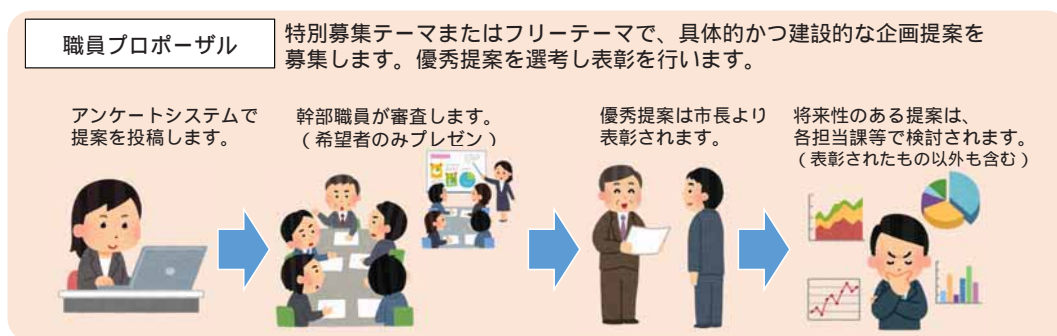 職員プロポーザル
特別募集テーマまたはフリーテーマで、具体的かつ建設的な企画提案を
募集します。優秀提案を選考し表彰を行います。
アンケートシステムで
提案を投稿します。
幹部職員が審査します。
（希望者のみプレゼン）
優秀提案は市長より
表彰されます。
将来性のある提案は、
各担当課等で検討されます。
（表彰されたもの以外も含む）